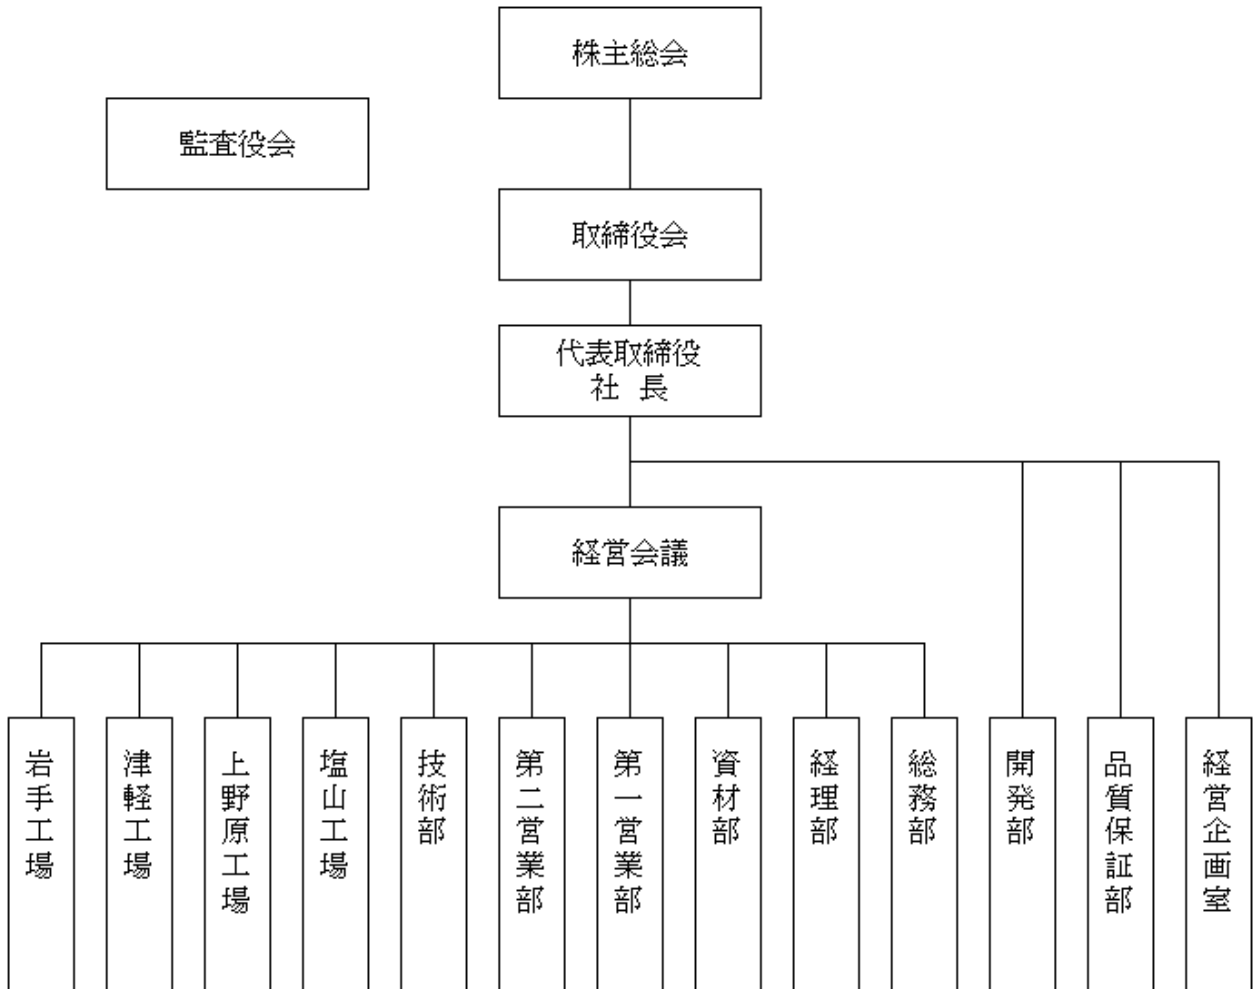 株主総会
監査役会
取締役会
代表取締役
社 長
経営会議
岩手工場
津軽工場
上野原工場
塩山工場
技術部
第二営業部
第一営業部
資材部
経理部
総務部
開発部
品質保証部
経営企画室